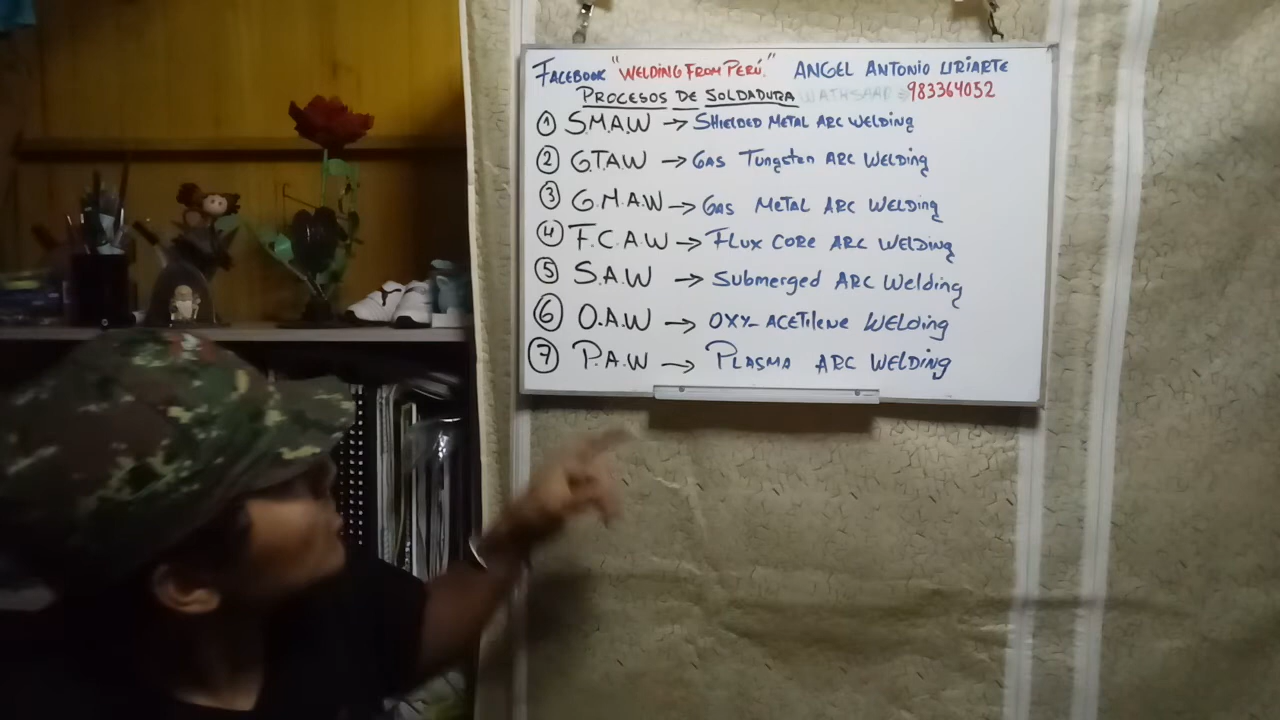 FACEBOOK "WELDING FROM PERÚ." ANGEL ANTONIO LIRIARTE
PROCESOS DE SOLDADURA WATHSAAP 983364052
1 S.M.A.W → SHIELDED METAL ARC WELDING
2 G.T.A.W → GAS TUNGSTEN ARC WELDING
3 G.M.A.W → GAS METAL ARC WELDING
4 F.C.A.W → FLUX CORE ARC WELDING
5 S.A.W → SUBMERGED ARC WELDING
6 O.A.W → OXY-ACETILENE WELDING
7 P.A.W → PLASMA ARC WELDING